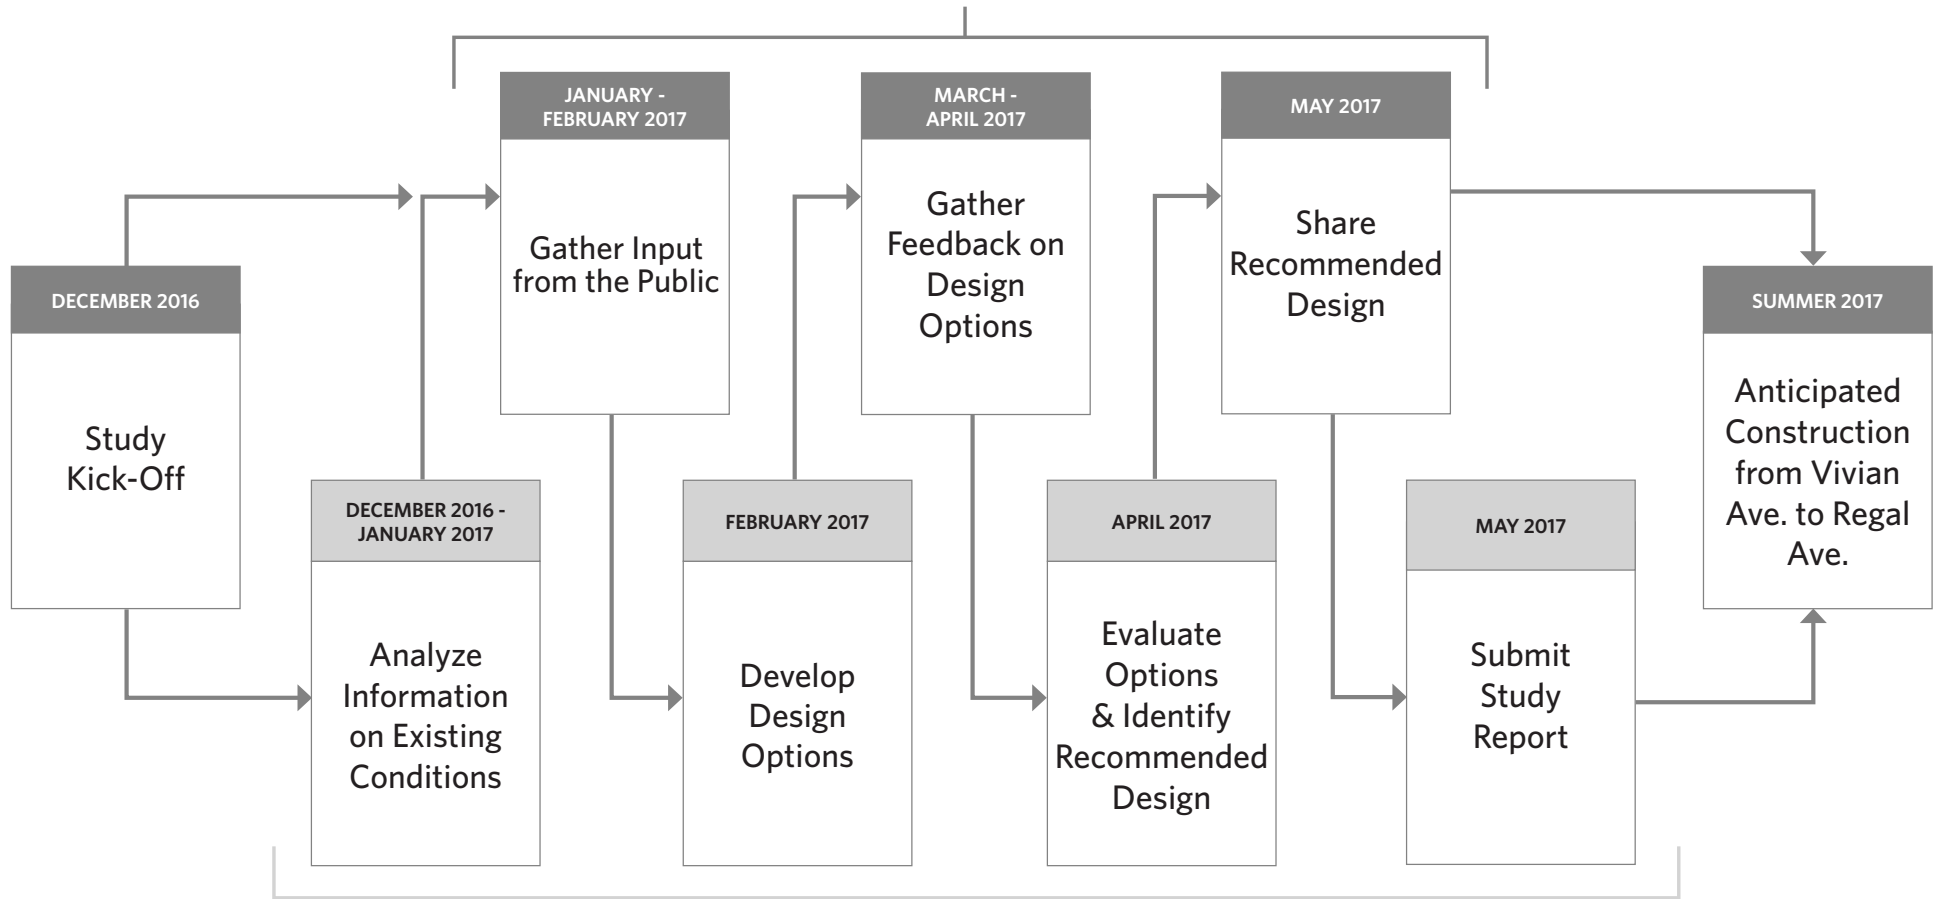 DECEMBER 2016
Study
Kick-Off
DECEMBER 2016 -
JANUARY 2017
Analyze
Information
on Existing
Conditions
JANUARY -
FEBRUARY 2017
Gather Input
from the Public
FEBRUARY 2017
Develop
Design
Options
MARCH -
APRIL 2017
Gather
Feedback on
Design
Options
APRIL 2017
Evaluate
Options
& Identify
Recommended
Design
MAY 2017
Share
Recommended
Design
MAY 2017
Submit
Study
Report
SUMMER 2017
Anticipated
Construction
from Vivian
Ave. to Regal
Ave.